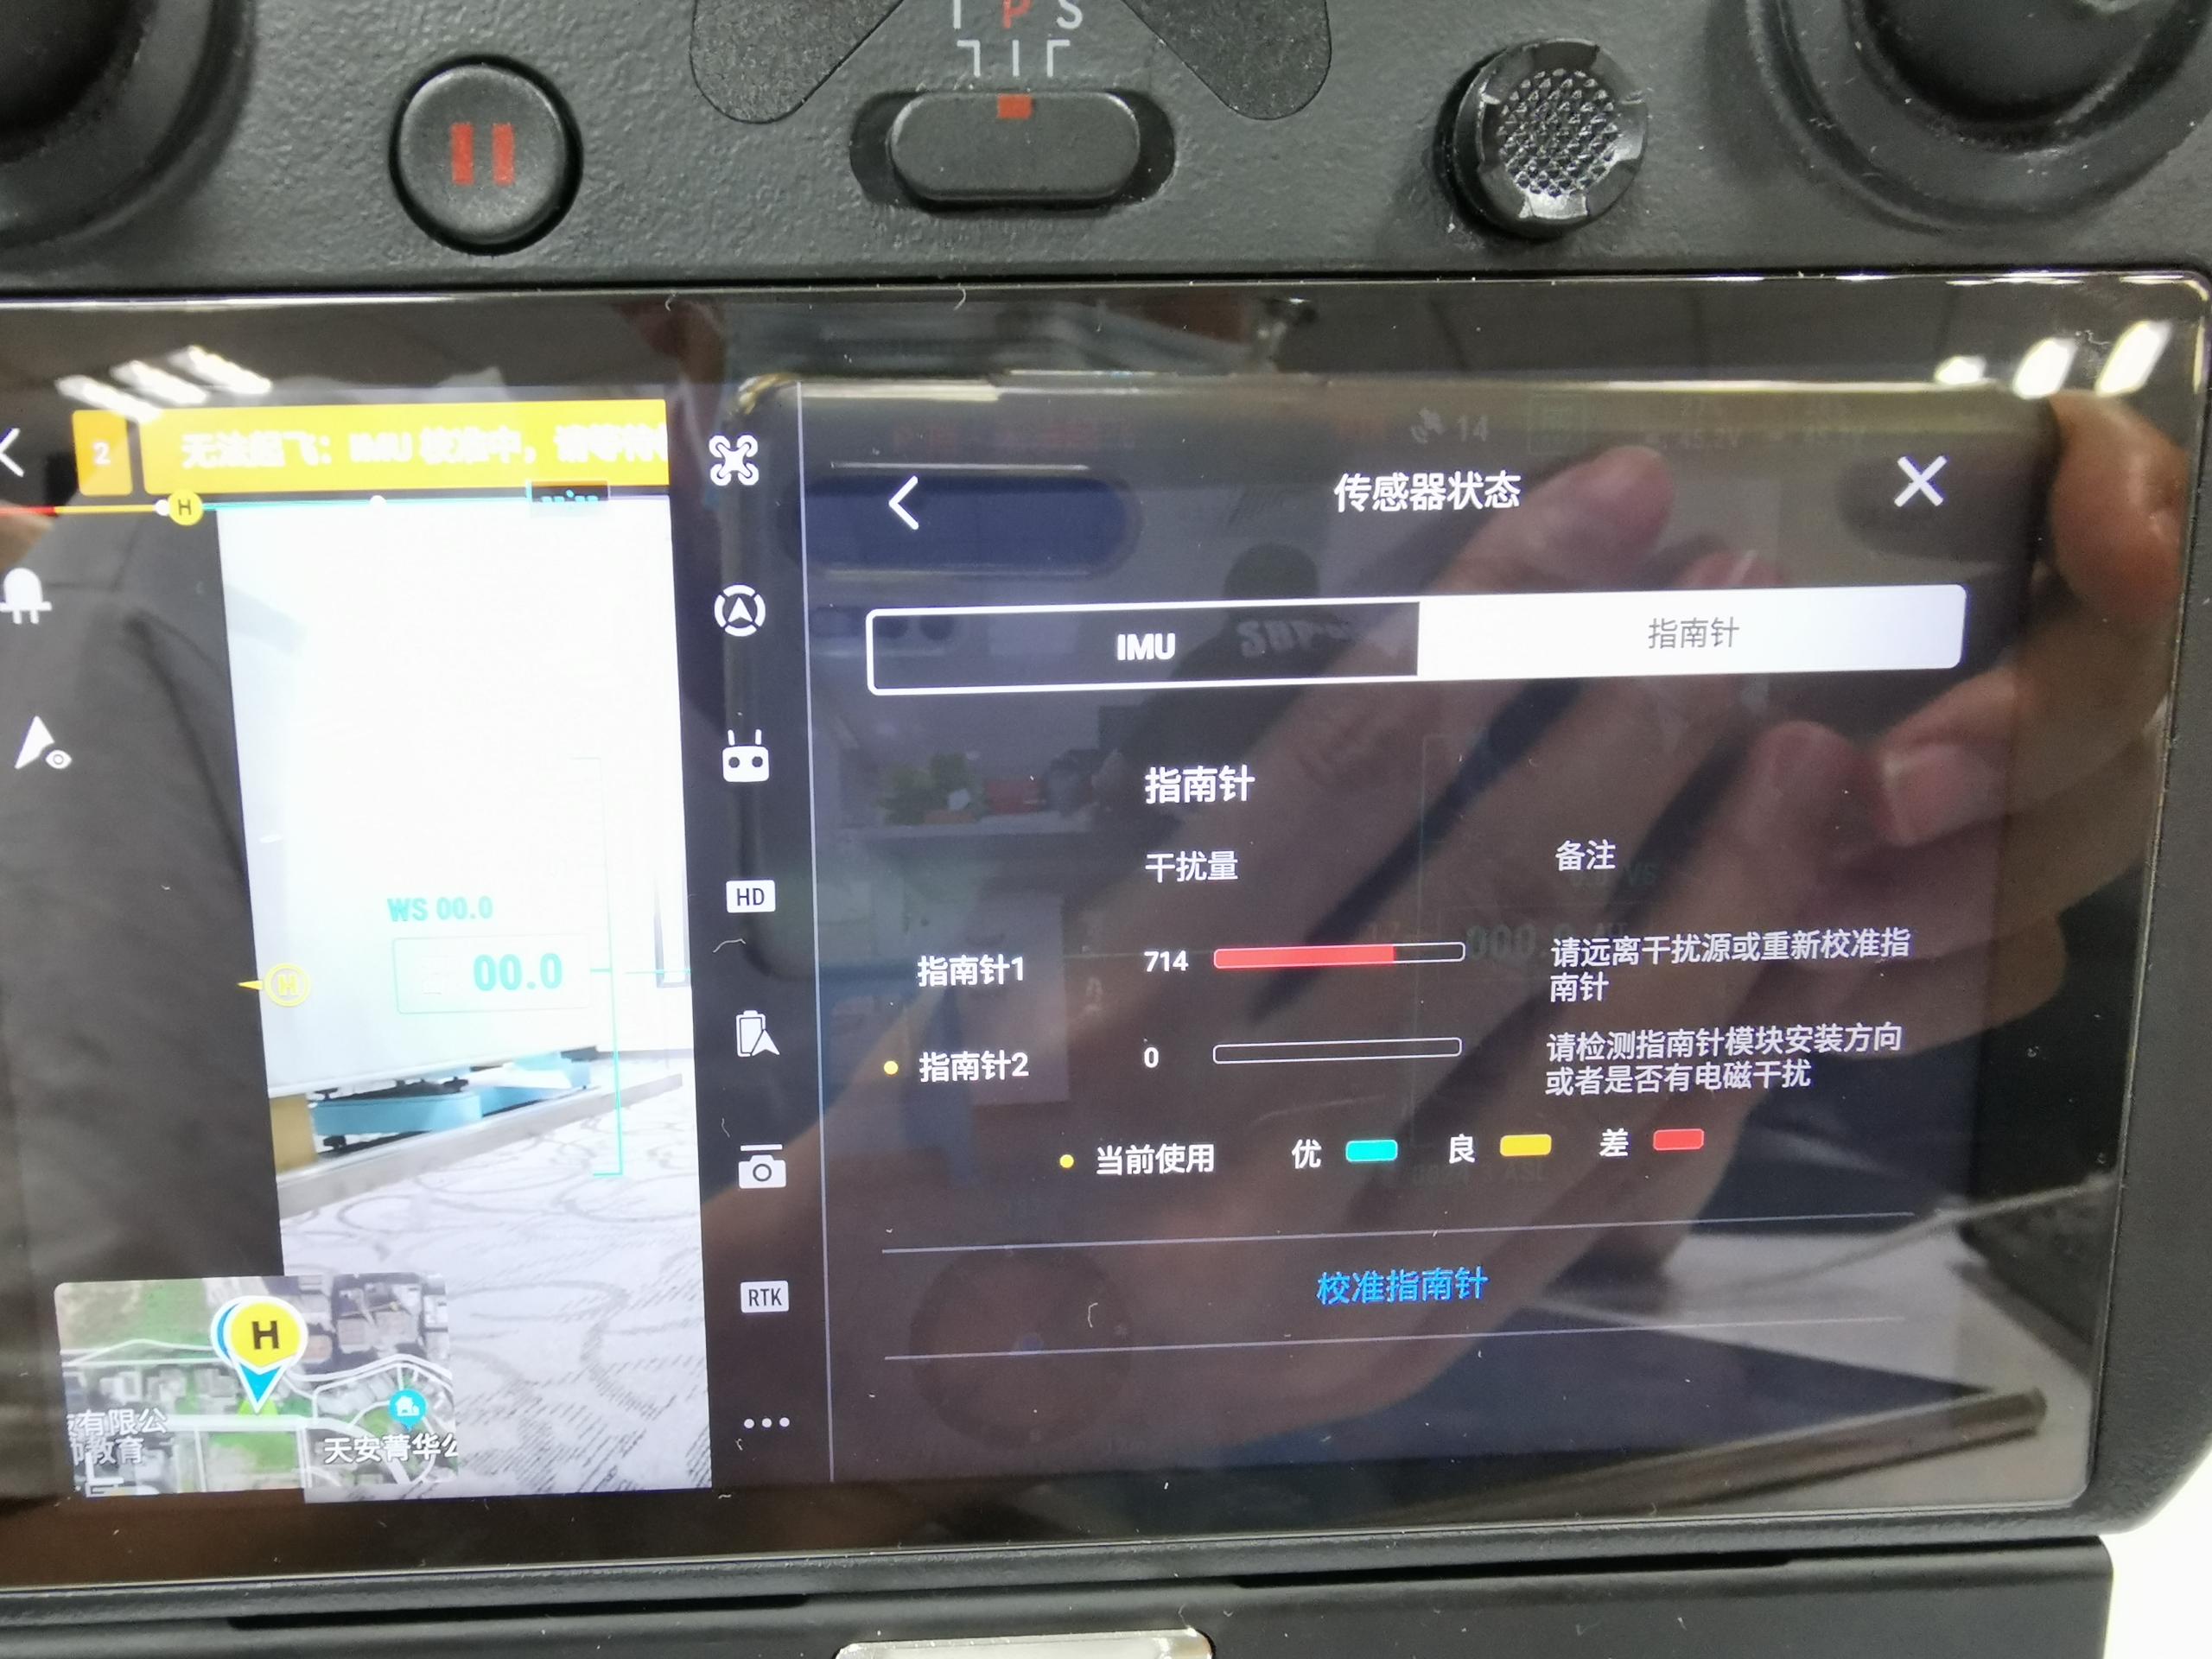 T P S
2
无法起飞：IMU 校准中，请等待
14
传感器状态
IMU
指南针
指南针
干扰量
备注
WS 00.0
00.0
HD
指南针1
714
请远离干扰源或重新校准指
南针
指南针2
0
请检测指南针模块安装方向
或者是否有电磁干扰
当前使用
优
良
差
RTK
校准指南针
H
H
H
有限公
教育
天安菁华公